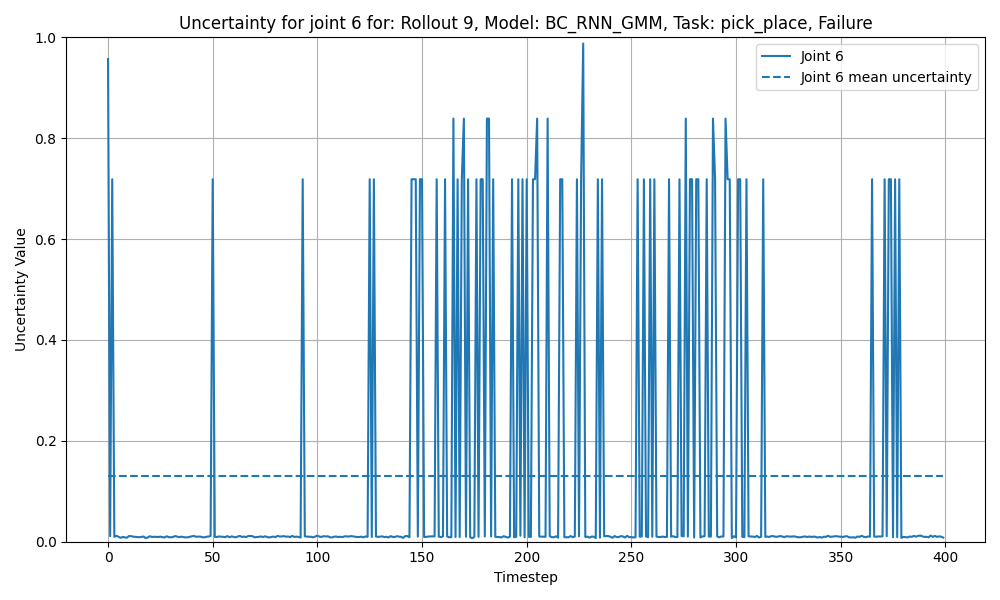 Uncertainty for joint 6 for: Rollout 9, Model: BC_RNN_GMM, Task: pick_place, Failure
Joint 6
Joint 6 mean uncertainty
Uncertainty Value
1.0
0.8
0.6
0.4
0.2
0.0
0 50 100 150 200 250 300 350 400
Timestep